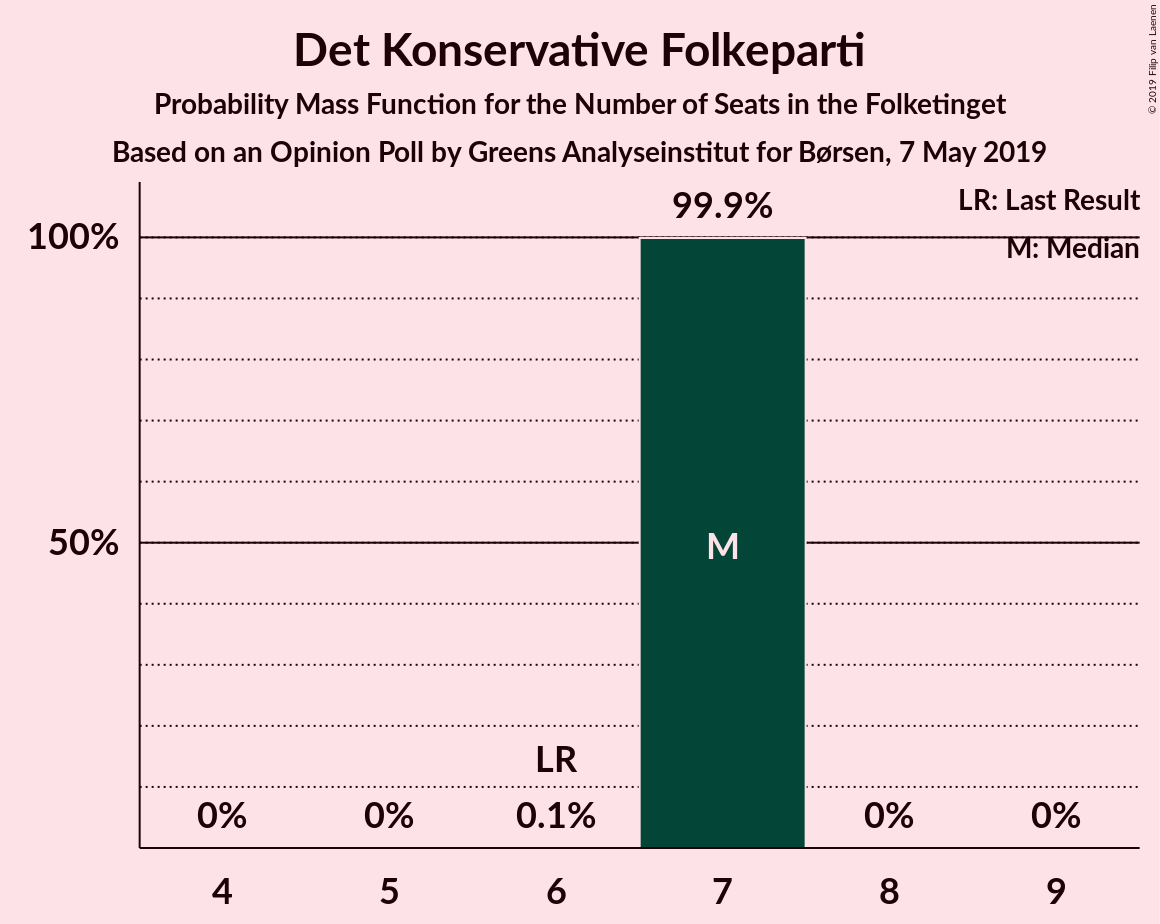 Det Konservative Folkeparti
Probability Mass Function for the Number of Seats in the Folketinget
Based on an Opinion Poll by Greens Analyseinstitut for Børsen, 7 May 2019
© 2019 Filip van Laenen
LR: Last Result
M: Median
99.9%
100%
50%
M
LR
0%
0%
0.1%
0%
0%
4
5
6
7
8
9